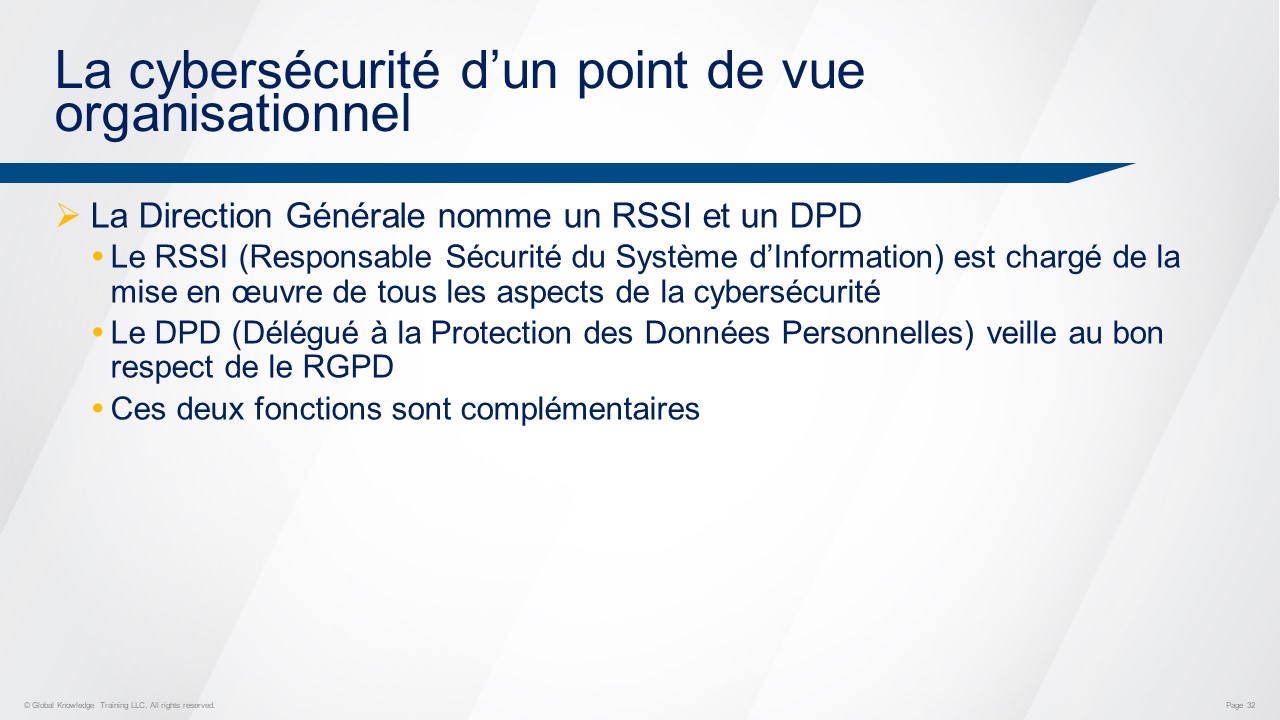 La cybersécurité d’un point de vue
organisationnel
La Direction Générale nomme un RSSI et un DPD
Le RSSI (Responsable Sécurité du Système d’Information) est chargé de la
mise en œuvre de tous les aspects de la cybersécurité
Le DPD (Délégué à la Protection des Données Personnelles) veille au bon
respect de le RGPD
Ces deux fonctions sont complémentaires
© Global Knowledge Training LLC. All rights reserved.
Page 32